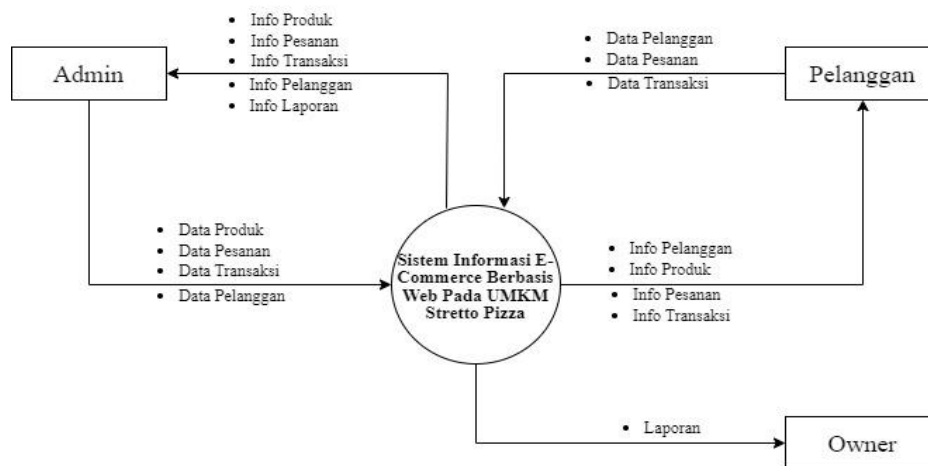 Info Produk
Info Pesanan
Info Transaksi
Info Pelanggan
Info Laporan
Admin
Data Pelanggan
Data Pesanan
Data Transaksi
Pelanggan
Data Produk
Data Pesanan
Data Transaksi
Data Pelanggan
Sistem Informasi E-
Commerce Berbasis
Web Pada UMKM
Stretto Pizza
Info Pelanggan
Info Produk
Info Pesanan
Info Transaksi
Laporan
Owner